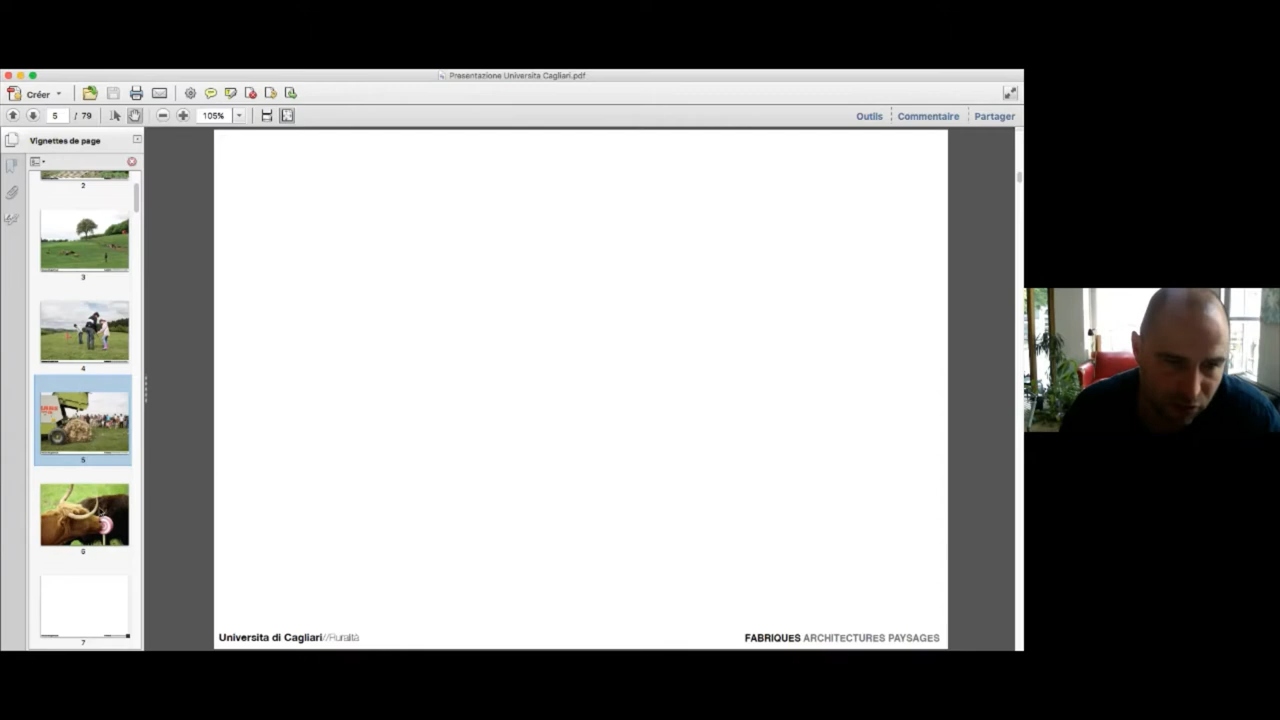 Presentazione Universita Cagliari.pdf
Créer
5 / 79
105%
Outils
Commentaire
Partager
Vignettes de page
2
3
4
5
6
7
Universita di Cagliari//Ruralità
FABRIQUES ARCHITECTURES PAYSAGES